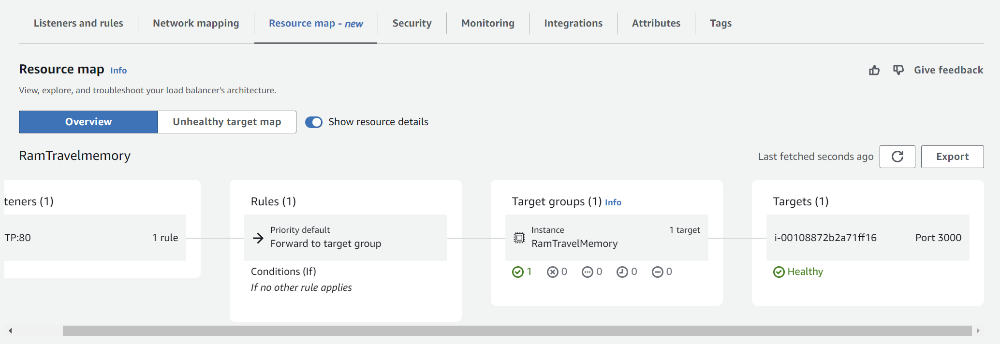 Listeners and rules
Network mapping
Resource map - new
Security
Monitoring
Integrations
Attributes
Tags
Resource map Info
Give feedback
View, explore, and troubleshoot your load balancer's architecture.
Overview
Unhealthy target map
Show resource details
RamTravelmemory
Last fetched seconds ago
Export
teners (1)
TP:80
1 rule
Rules (1)
Priority default
Forward to target group
Conditions (If)
If no other rule applies
Target groups (1) Info
Instance
1 target
RamTravelMemory
1
0
0
0
0
Targets (1)
i-00108872b2a71ff16
Port 3000
Healthy